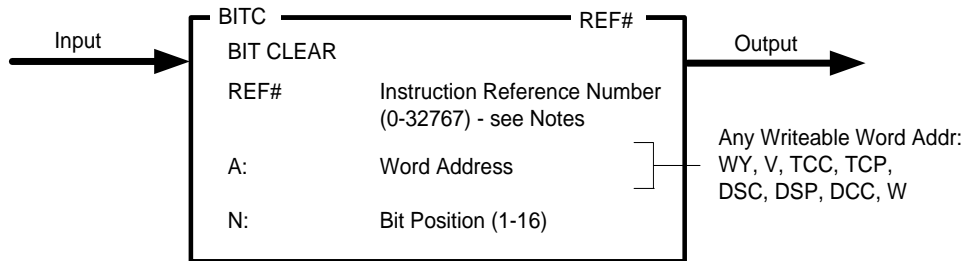 BITC REF#
Input
Output
BIT CLEAR
REF# Instruction Reference Number
(0-32767) - see Notes
A: Word Address
Any Writeable Word Addr:
WY, V, TCC, TCP,
DSC, DSP, DCC, W
N: Bit Position (1-16)